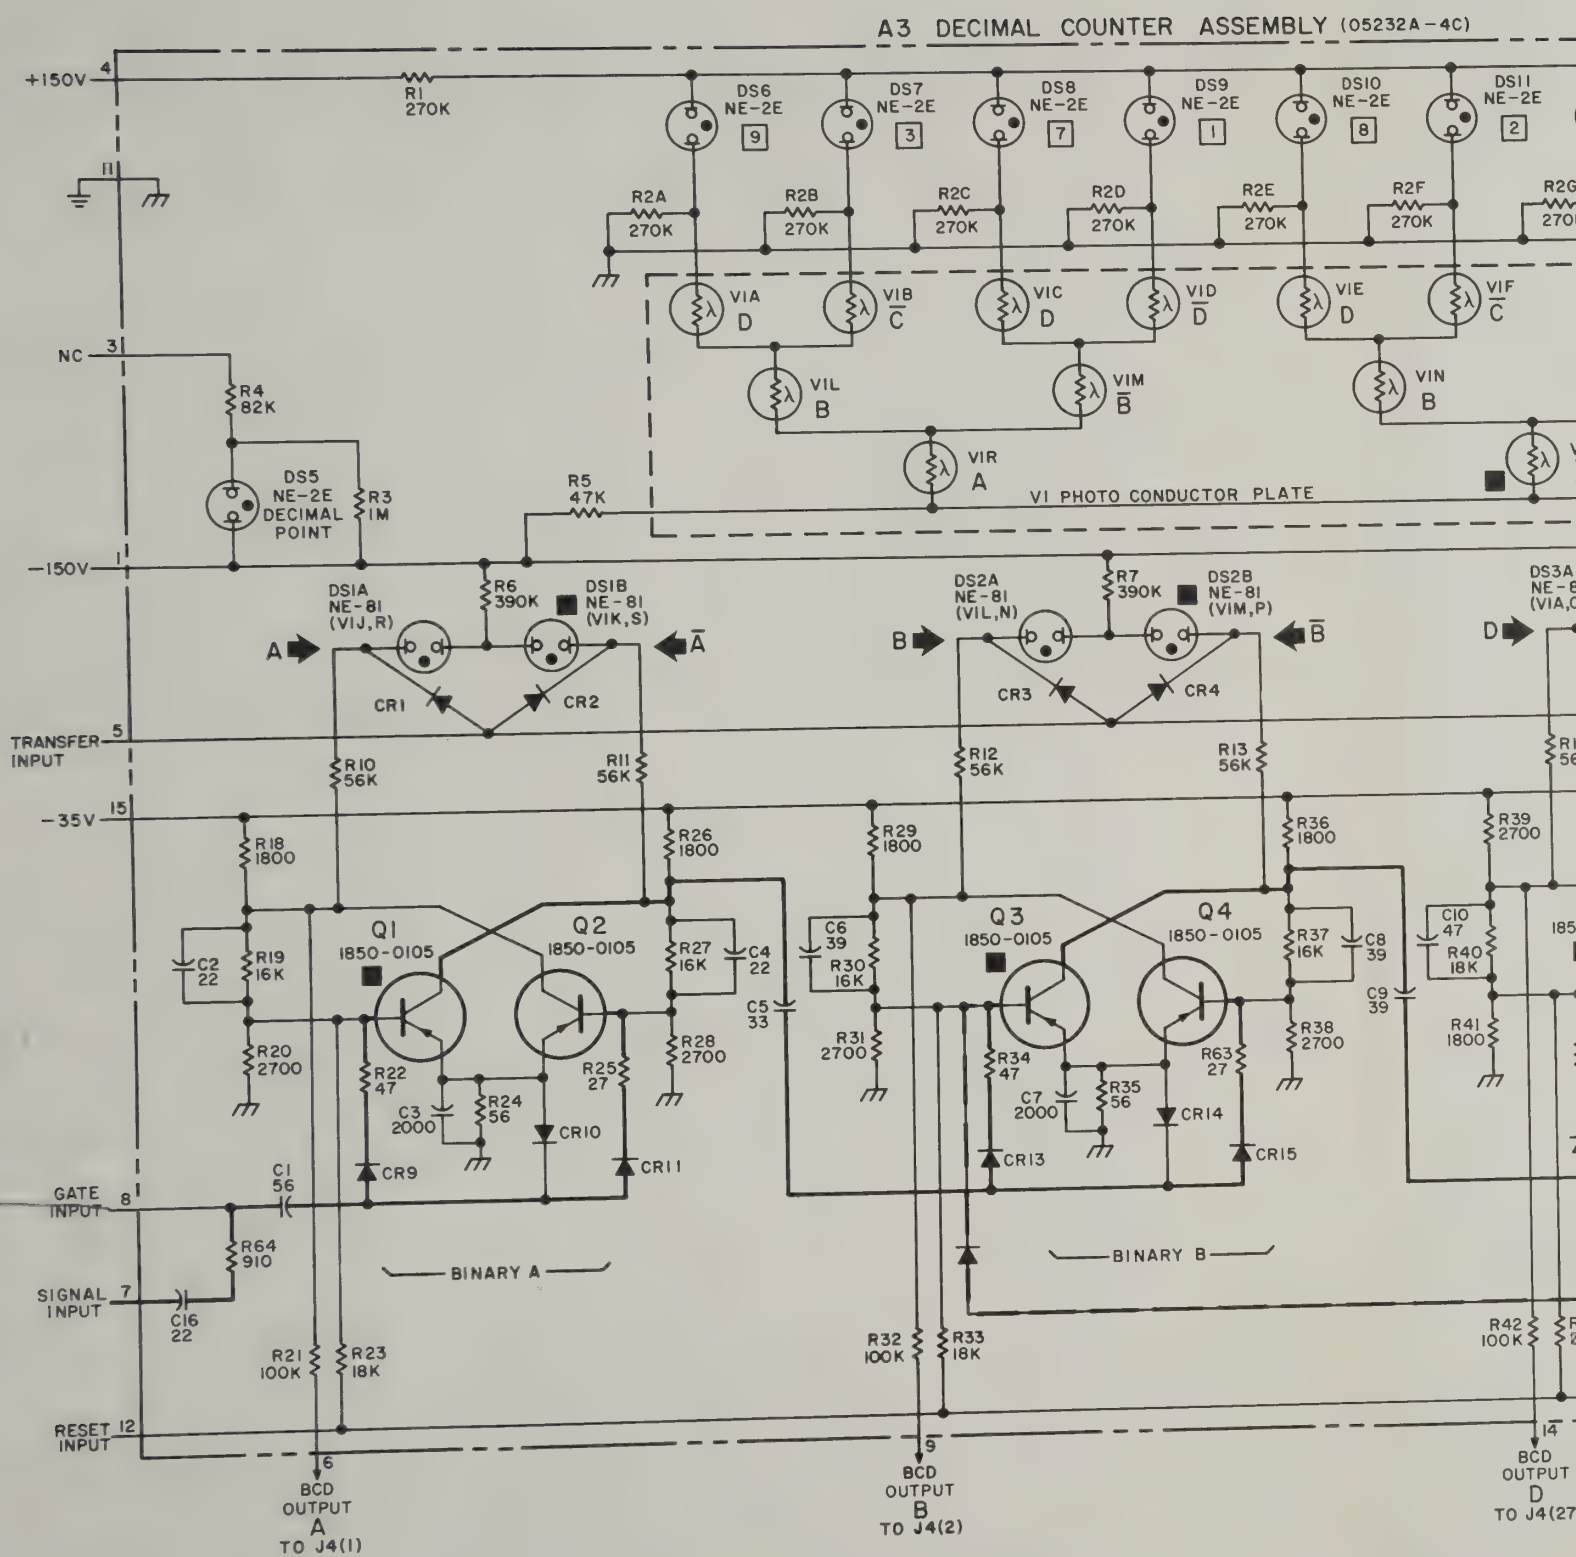 A3 DECIMAL COUNTER ASSEMBLY (05232A-4C)
4
+150V
R1
270K
DS6
NE-2E
9
DS7
NE-2E
3
DS8
NE-2E
7
DS9
NE-2E
1
DS10
NE-2E
8
DS11
NE-2E
2
11
R2A
270K
R2B
270K
R2C
270K
R2D
270K
R2E
270K
R2F
270K
R2G
V1A
D
V1B
C̅
V1C
D
V1D
D̅
V1E
D
V1F
C̅
NC
3
R4
82K
V1L
B
V1M
B̅
V1N
B
V1R
A
DS5
NE-2E
DECIMAL
POINT
R3
1M
R5
47K
V1 PHOTO CONDUCTOR PLATE
-150V
1
DS1A
NE-81
(V1J,R)
R6
390K
DS1B
NE-81
(V1K,S)
DS2A
NE-81
(V1L,N)
R7
390K
DS2B
NE-81
(V1M,P)
DS3A
A
A̅
B
B̅
D
CR1
CR2
CR3
CR4
TRANSFER
INPUT
5
R10
56K
R11
56K
R12
56K
R13
56K
-35V
15
R18
1800
R26
1800
R29
1800
R36
1800
R39
2700
Q1
1850-0105
Q2
1850-0105
Q3
1850-0105
Q4
1850-0105
C2
22
R19
16K
R27
16K
C4
22
C6
39
R30
16K
R37
16K
C8
39
C10
47
R40
18K
C5
33
C9
39
R20
2700
R22
47
R25
27
R28
2700
R31
2700
R34
47
R63
27
R38
2700
R41
1800
C3
2000
R24
56
CR10
C7
2000
R35
56
CR14
CR9
CR11
CR13
CR15
GATE
INPUT
8
C1
56
R64
910
BINARY A
BINARY B
SIGNAL
INPUT
7
C16
22
R21
100K
R23
18K
R32
100K
R33
18K
R42
100K
RESET
INPUT
12
6
BCD
OUTPUT
A
TO J4(1)
9
BCD
OUTPUT
B
TO J4(2)
14
BCD
OUTPUT
D
TO J4(27